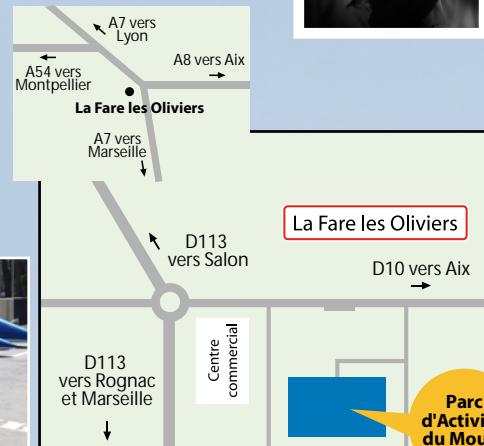 A7 vers
Lyon
A8 vers Aix
A54 vers
Montpellier
La Fare les Oliviers
A7 vers
Marseille
La Fare les Oliviers
D113
vers Salon
D10 vers Aix
Centre
commercial
D113
vers Rognac
et Marseille
Parc